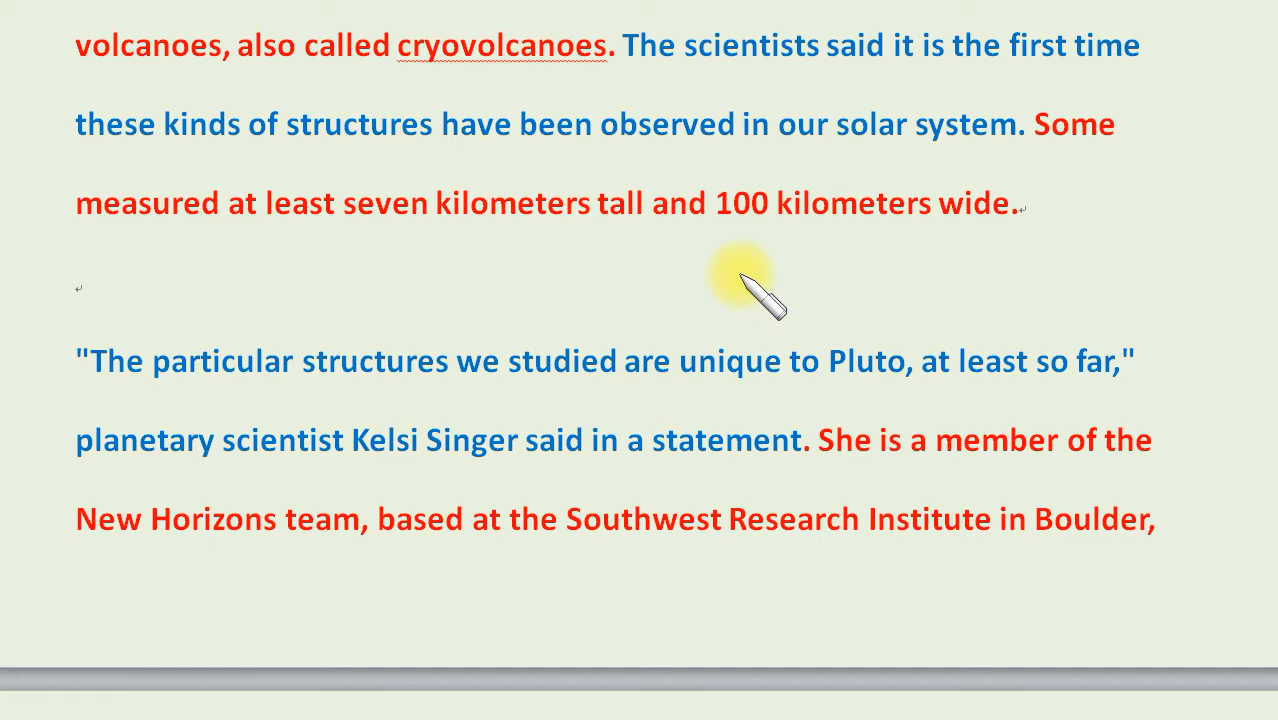 volcanoes, also called cryovolcanoes. The scientists said it is the first time
these kinds of structures have been observed in our solar system. Some
measured at least seven kilometers tall and 100 kilometers wide.
"The particular structures we studied are unique to Pluto, at least so far,"
planetary scientist Kelsi Singer said in a statement. She is a member of the
New Horizons team, based at the Southwest Research Institute in Boulder,